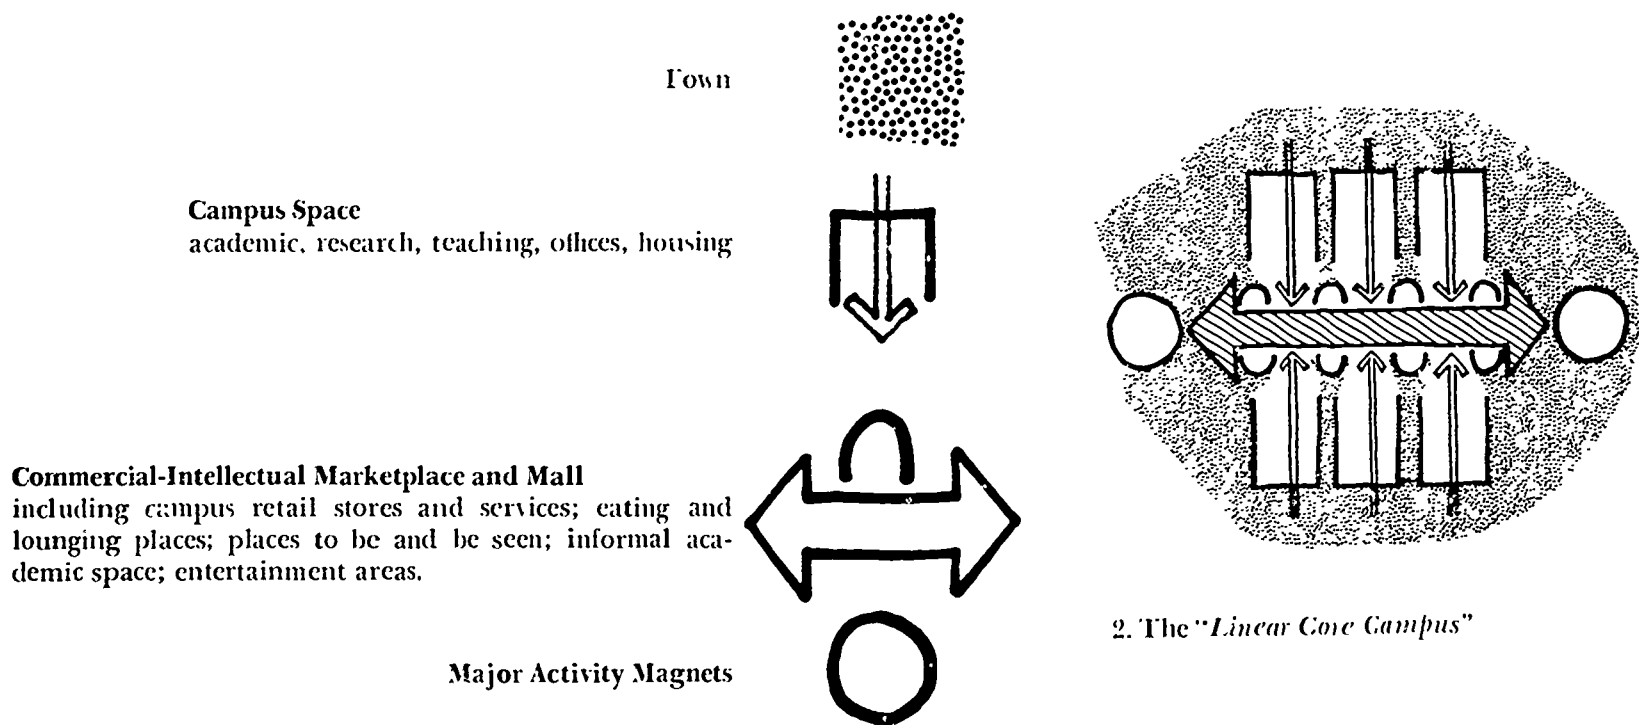 Town
Campus Space
academic, research, teaching, offices, housing
Commercial-Intellectual Marketplace and Mall
including campus retail stores and services; eating and
lounging places; places to be and be seen; informal aca-
demic space; entertainment areas.
Major Activity Magnets
2. The "Linear Core Campus"